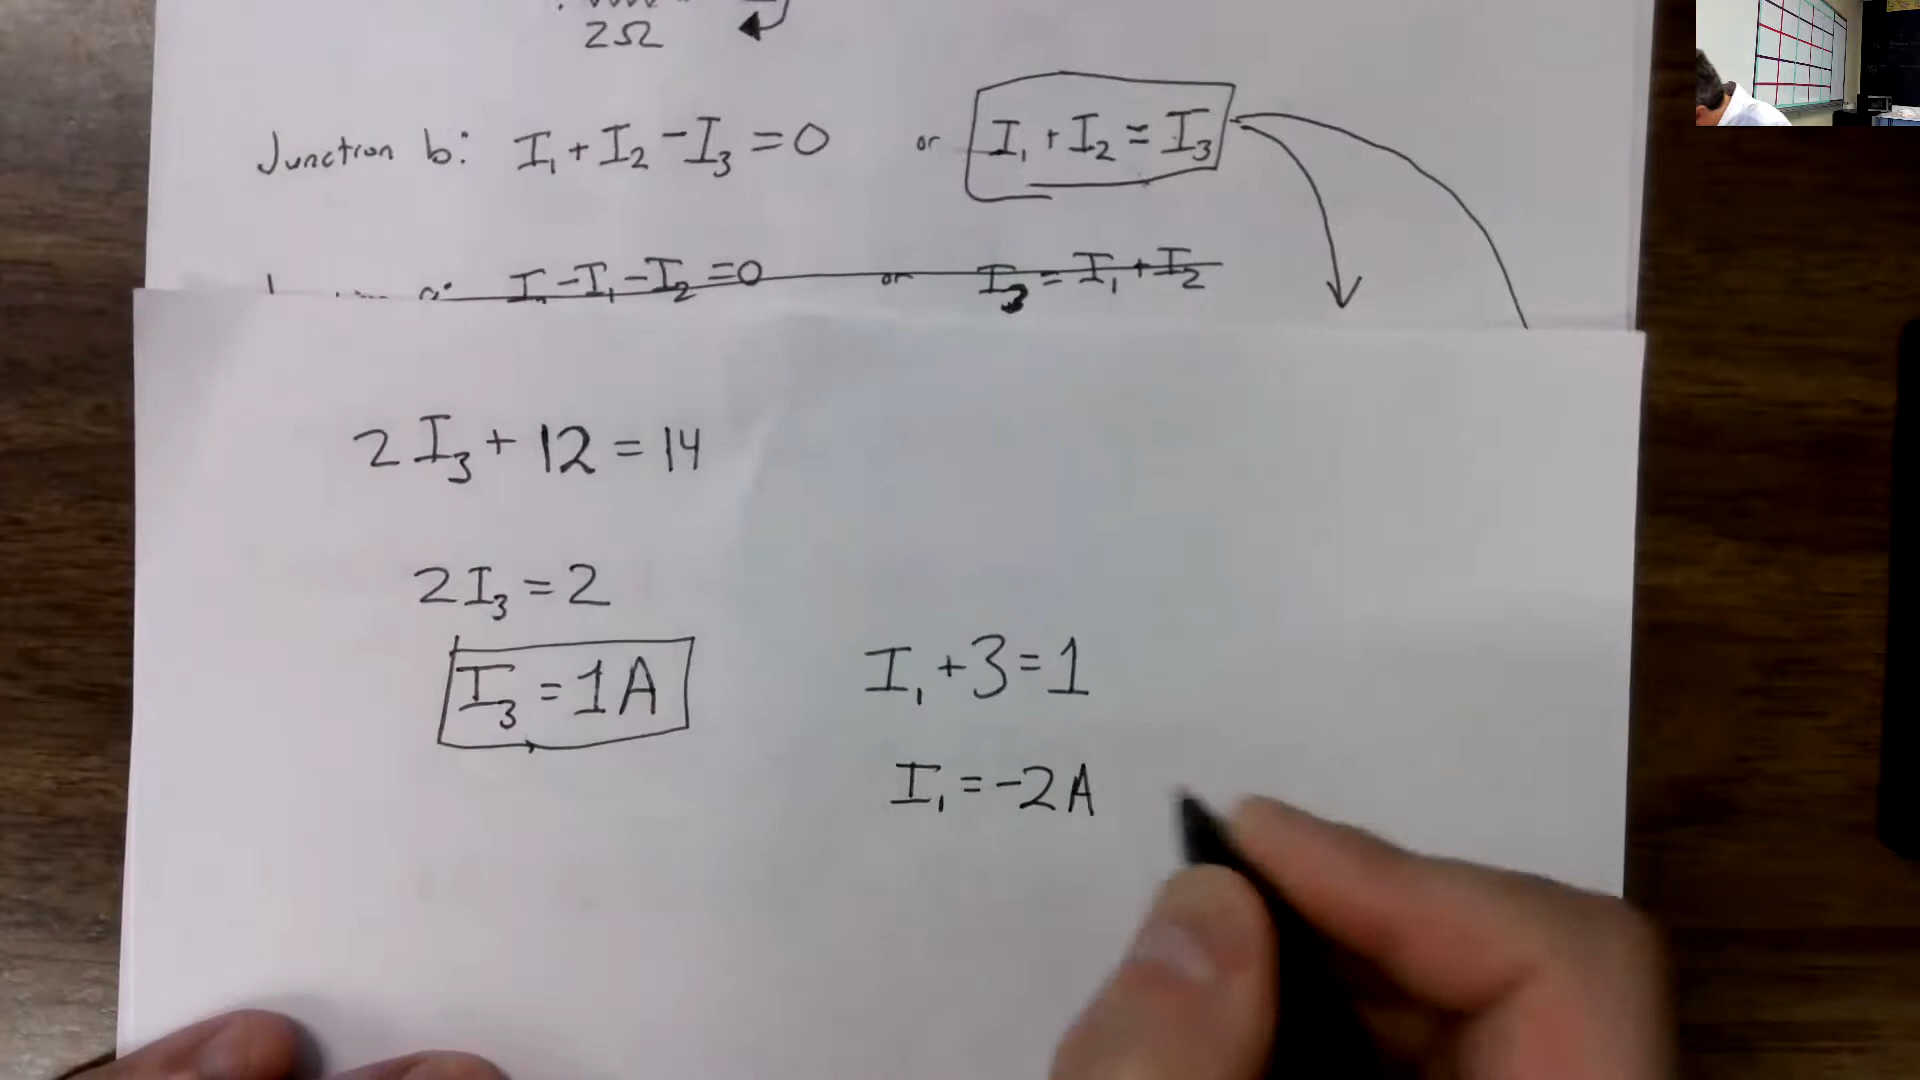 2Ω
Junction b: I₁ + I₂ - I₃ = 0 or I₁ + I₂ = I₃
-I₁ - I₂ = 0 or I₃ = I₁ + I₂
2I₃ + 12 = 14
2I₃ = 2
I₃ = 1A
I₁ + 3 = 1
I₁ = -2A